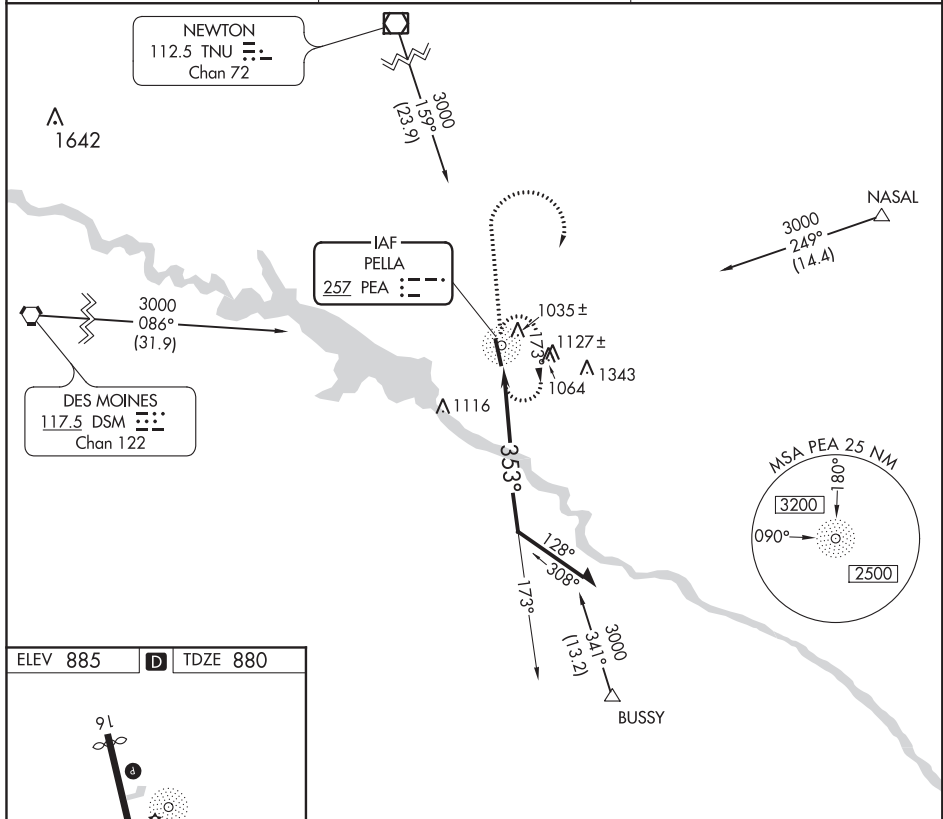 NEWTON
112.5 TNU
Chan 72
3000
159°
(23.9)
1642
NASAL
3000
249°
(14.4)
IAF
PELLA
257 PEA
3000
086°
(31.9)
1035 ±
173°
1127 ±
1343
1064
1116
DES MOINES
117.5 DSM
Chan 122
353°
MSA PEA 25 NM
180°
3200
090°
2500
128°
308°
173°
3000
341°
(13.2)
BUSSY
ELEV 885 D TDZE 880
16
P